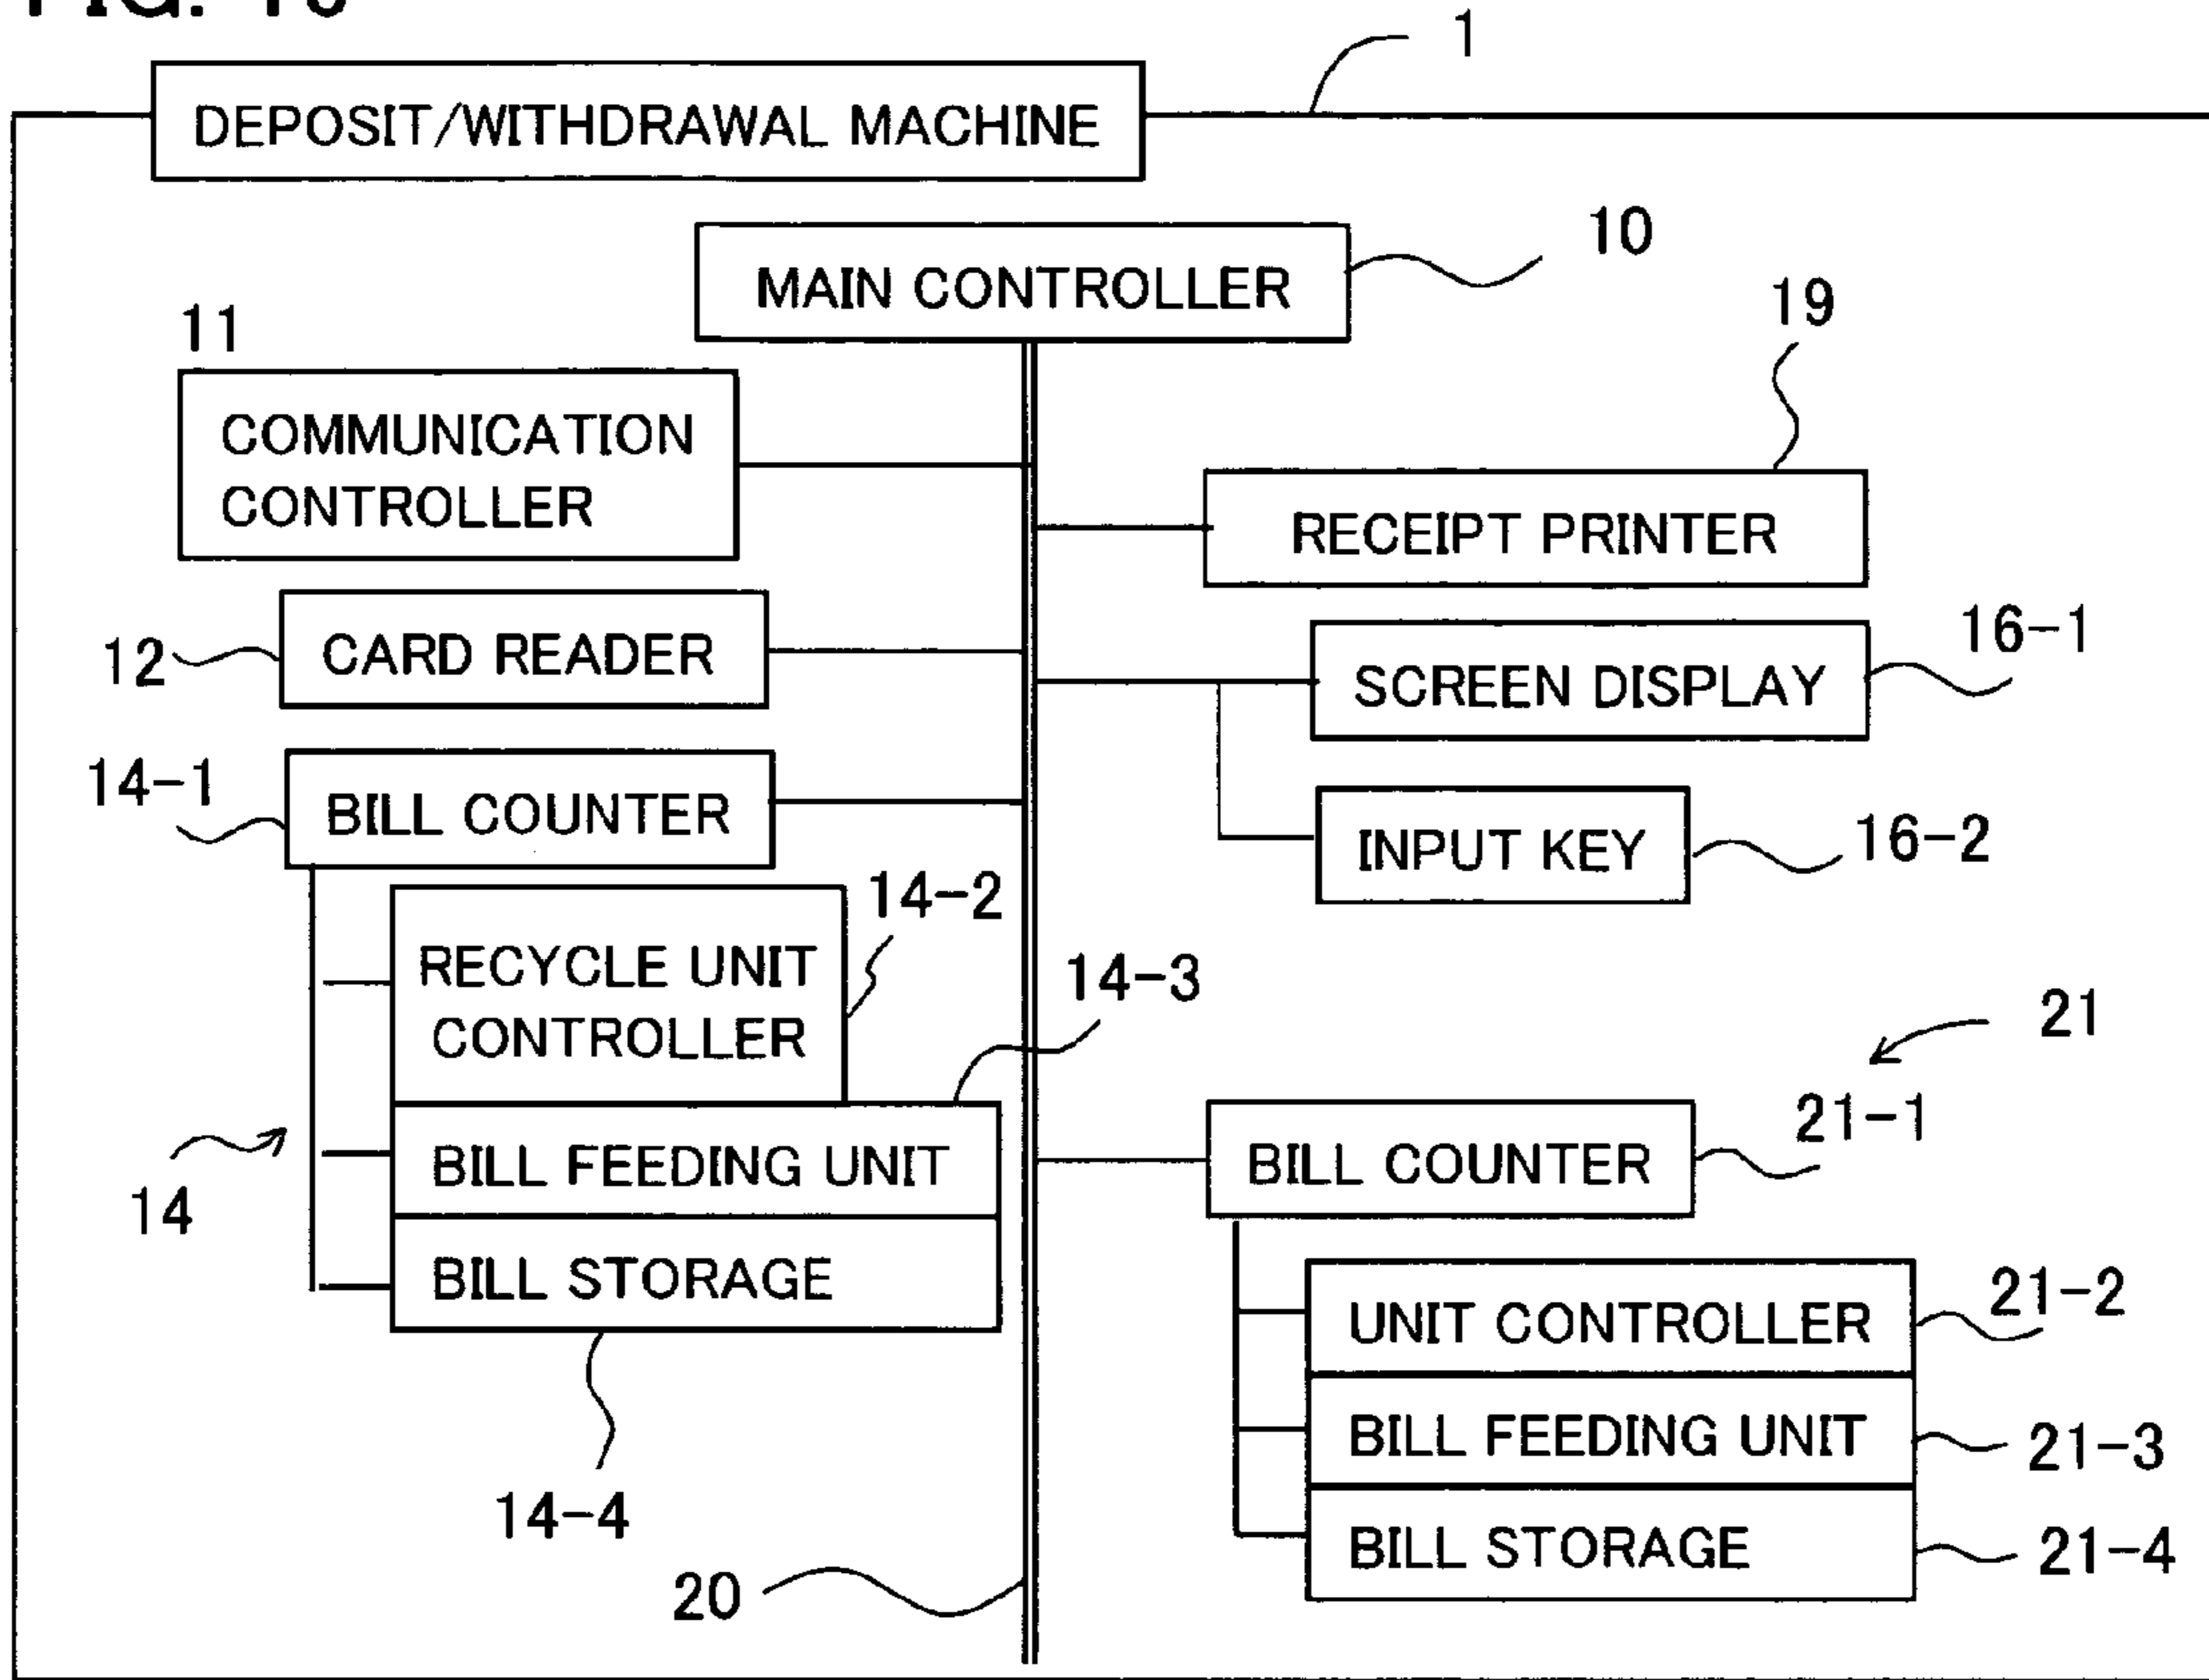 FIG.
1
DEPOSIT/WITHDRAWAL MACHINE
10
MAIN CONTROLLER
19
11
COMMUNICATION
CONTROLLER
RECEIPT PRINTER
16-1
12
CARD READER
SCREEN DISPLAY
14-1
BILL COUNTER
16-2
INPUT KEY
14-2
RECYCLE UNIT
CONTROLLER
14-3
21
21-1
BILL FEEDING UNIT
BILL COUNTER
14
BILL STORAGE
21-2
UNIT CONTROLLER
BILL FEEDING UNIT
21-3
14-4
BILL STORAGE
21-4
20